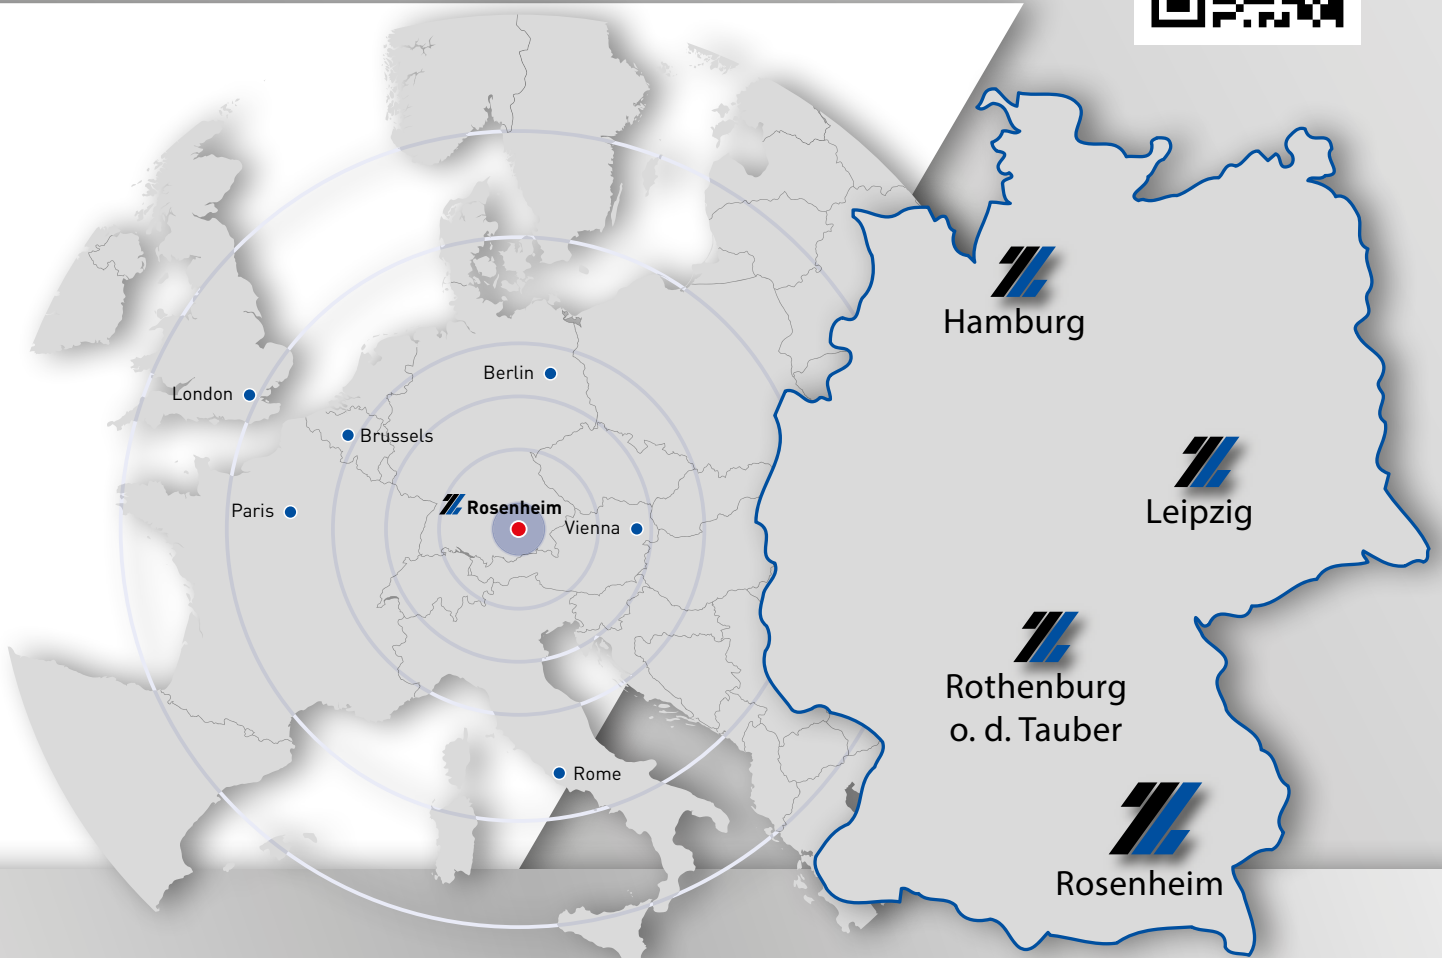 London
Berlin
Brussels
Paris
Rosenheim
Vienna
Rome
Hamburg
Leipzig
Rothenburg
o. d. Tauber
Rosenheim